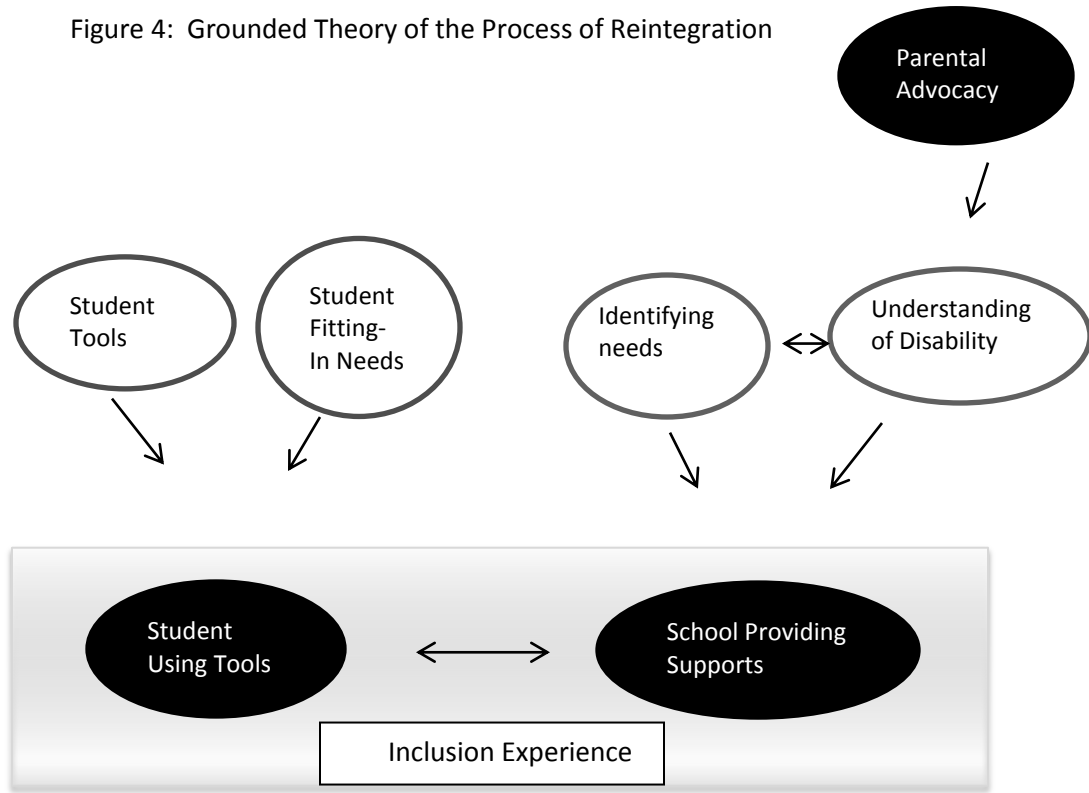 Figure 4:  Grounded Theory of the Process of Reintegration
Parental
Advocacy
Student
Tools
Student
Fitting-
In Needs
Identifying
needs
Understanding
of Disability
Student
Using Tools
School Providing
Supports
Inclusion Experience